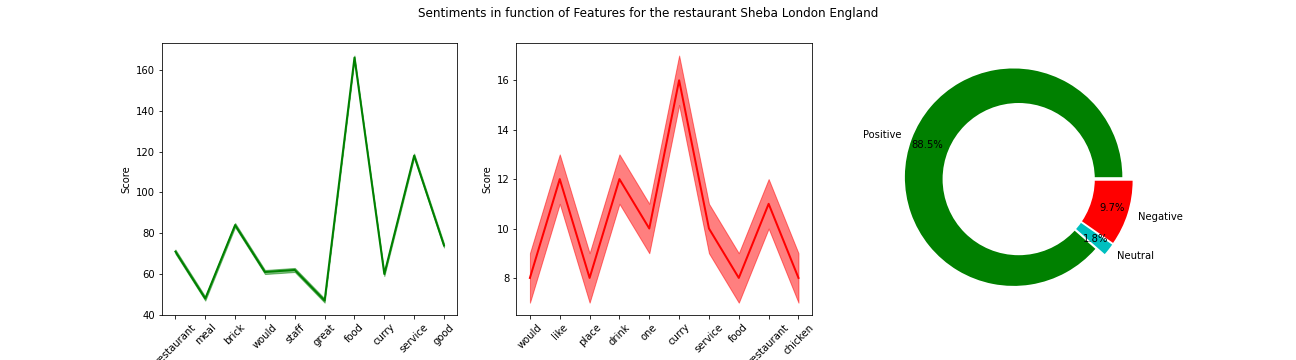 Sentiments in function of Features for the restaurant Sheba London England
Score
160
140
120
100
80
60
40
estaurant
meal
brick
would
staff
great
food
curry
service
good
Score
16
14
12
10
8
would
like
place
drink
one
curry
service
food
estaurant
chicken
Positive
88.5%
9.7%
Negative
1.8%
Neutral